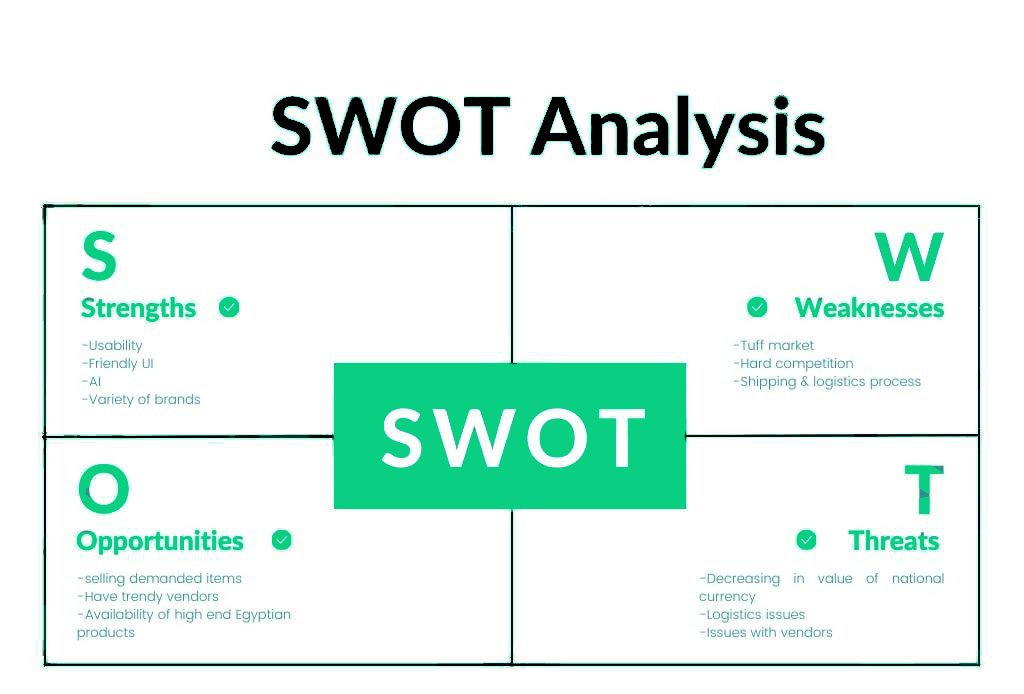 SWOT Analysis
S
Strengths
-Usability
-Friendly UI
-AI
-Variety of brands
W
Weaknesses
-Tuff market
-Hard competition
-Shipping & logistics process
SWOT
O
Opportunities
-selling demanded items
-Have trendy vendors
-Availability of high end Egyptian
products
T
Threats
-Decreasing in value of national
currency
-Logistics issues
-Issues with vendors